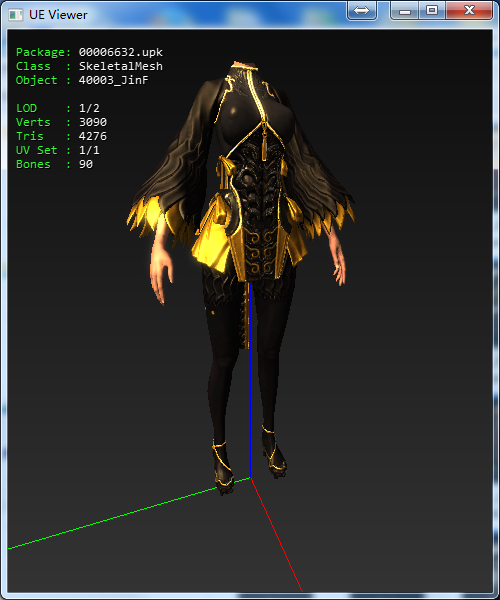 UE Viewer
Package: 00006632.upk
Class : SkeletalMesh
Object : 40003_JinF
LOD : 1/2
Verts : 3090
Tris : 4276
UV Set : 1/1
Bones : 90